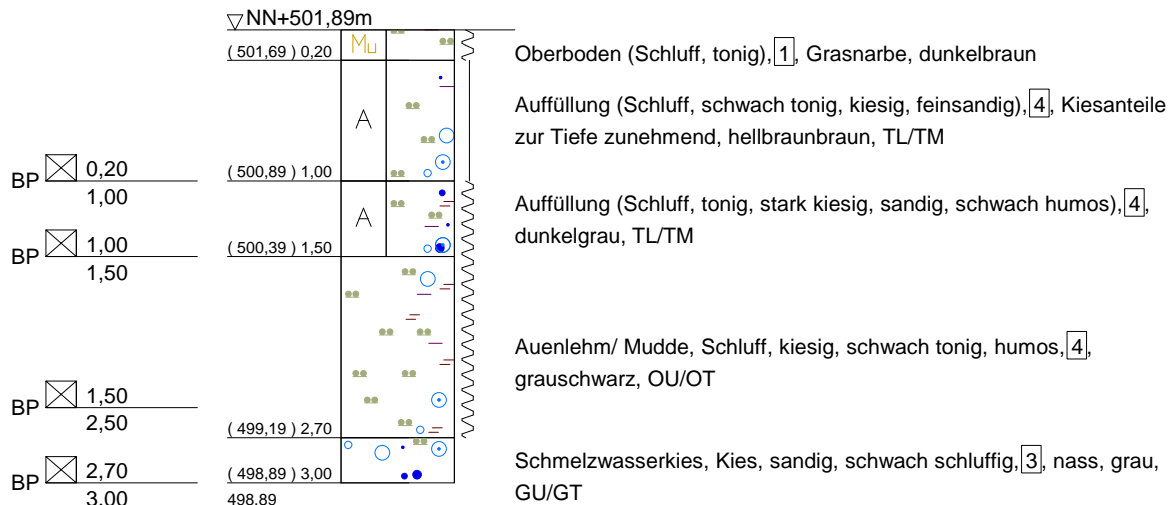 ▽NN+501,89m
Mu
( 501,69 ) 0,20
Oberboden (Schluff, tonig), 1, Grasnarbe, dunkelbraun
A
Auffüllung (Schluff, schwach tonig, kiesig, feinsandig), 4, Kiesanteile
zur Tiefe zunehmend, hellbraunbraun, TL/TM
BP 0,20
1,00
( 500,89 ) 1,00
A
Auffüllung (Schluff, tonig, stark kiesig, sandig, schwach humos), 4,
dunkelgrau, TL/TM
BP 1,00
1,50
( 500,39 ) 1,50
Auenlehm/ Mudde, Schluff, kiesig, schwach tonig, humos, 4,
grauschwarz, OU/OT
BP 1,50
2,50
( 499,19 ) 2,70
Schmelzwasserkies, Kies, sandig, schwach schluffig, 3, nass, grau,
GU/GT
BP 2,70
3,00
( 498,89 ) 3,00
498,89